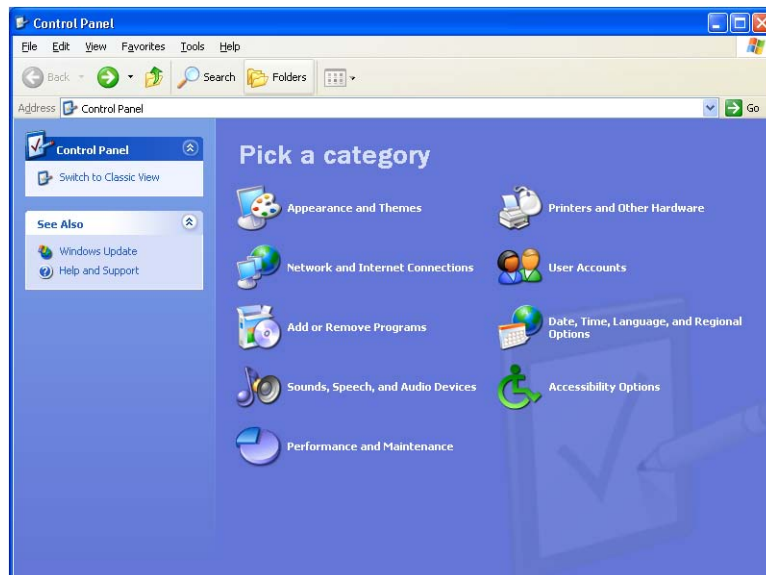 Control Panel
File Edit View Favorites Tools Help
Back Search Folders
Address Control Panel Go
Control Panel
Switch to Classic View
See Also
Windows Update
Help and Support
Pick a category
Appearance and Themes
Printers and Other Hardware
Network and Internet Connections
User Accounts
Add or Remove Programs
Date, Time, Language, and Regional
Options
Sounds, Speech, and Audio Devices
Accessibility Options
Performance and Maintenance